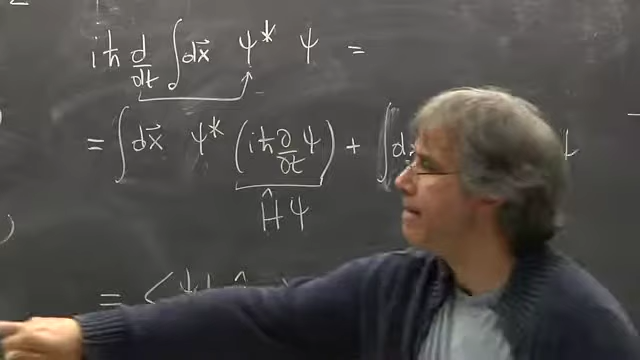 iħ d/dt ∫dx⃗ ψ* ψ =
= ∫dx⃗ ψ* (iħ ∂/∂t ψ) + ∫d
Ĥψ
= <ψ|